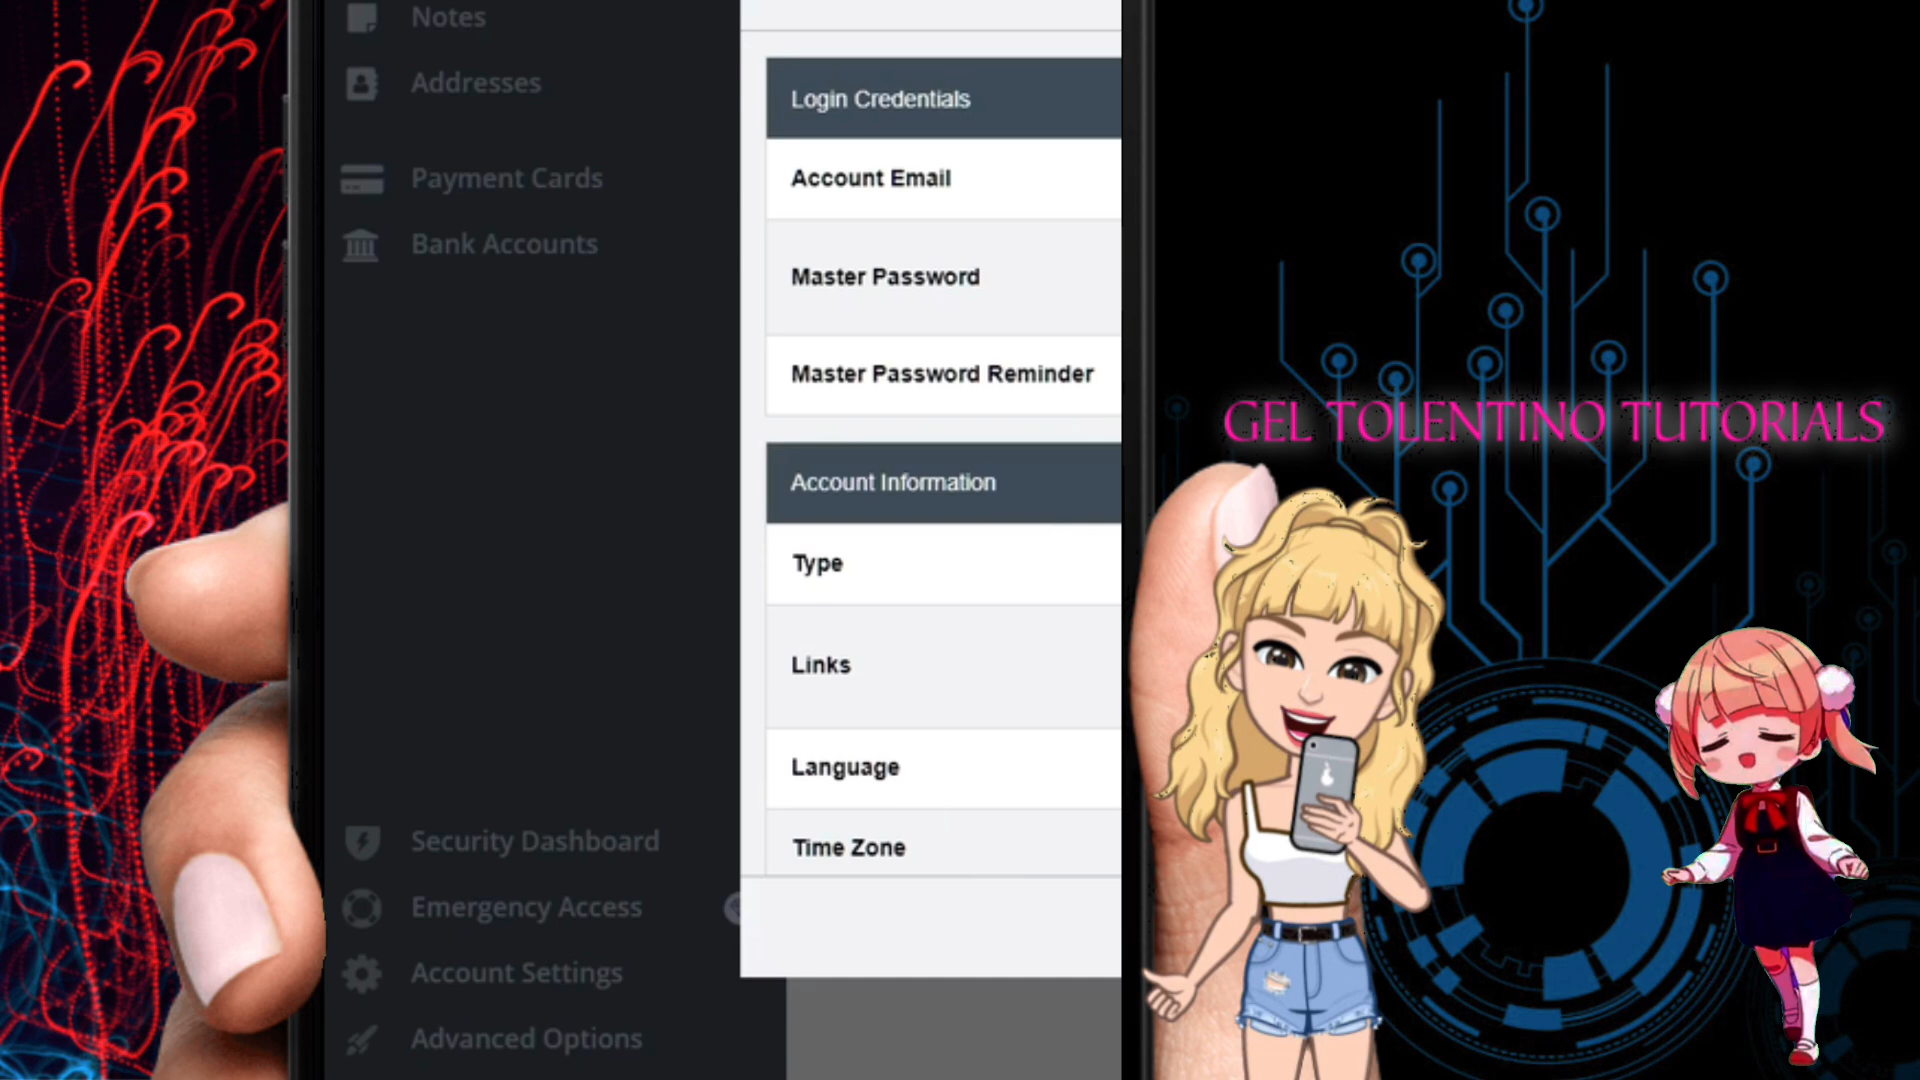 Notes
Addresses
Payment Cards
Bank Accounts
Security Dashboard
Emergency Access
Account Settings
Advanced Options
Login Credentials
Account Email
Master Password
Master Password Reminder
Account Information
Type
Links
Language
Time Zone
GEL TOLENTINO TUTORIALS